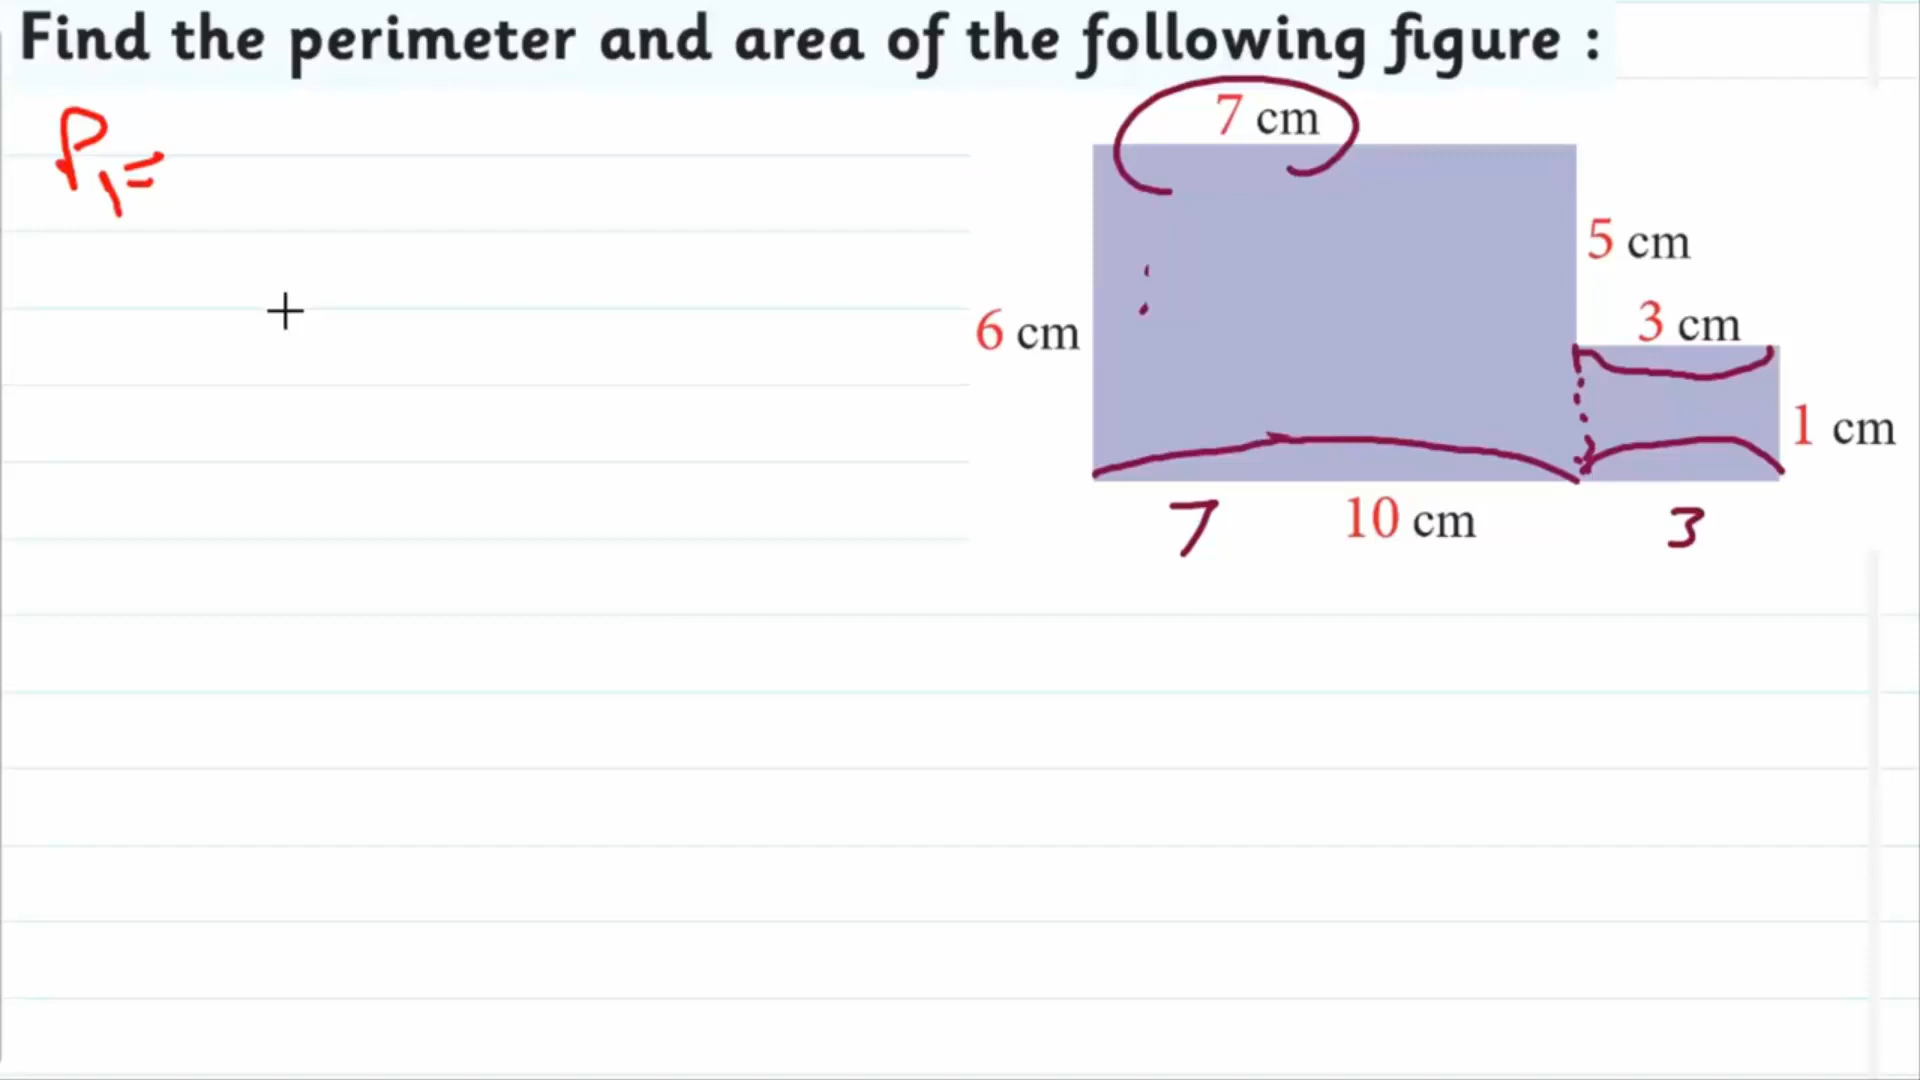 Find the perimeter and area of the following figure :
P₁=
7 cm
5 cm
3 cm
6 cm
1 cm
7
10 cm
3